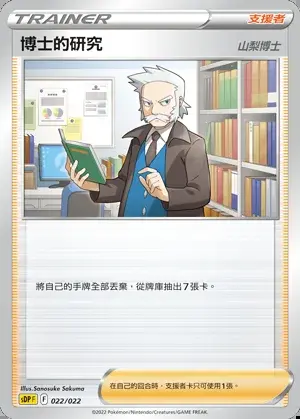 TRAINER 支援者
博士的研究 山梨博士
將自己的手牌全部丟棄,從牌庫抽出7張卡。
Illus.Sanosuke Sakuma
sDPF F 022/022
在自己的回合時,支援者卡只可使用1張。
©2022 Pokémon/Nintendo/Creatures/GAME FREAK.